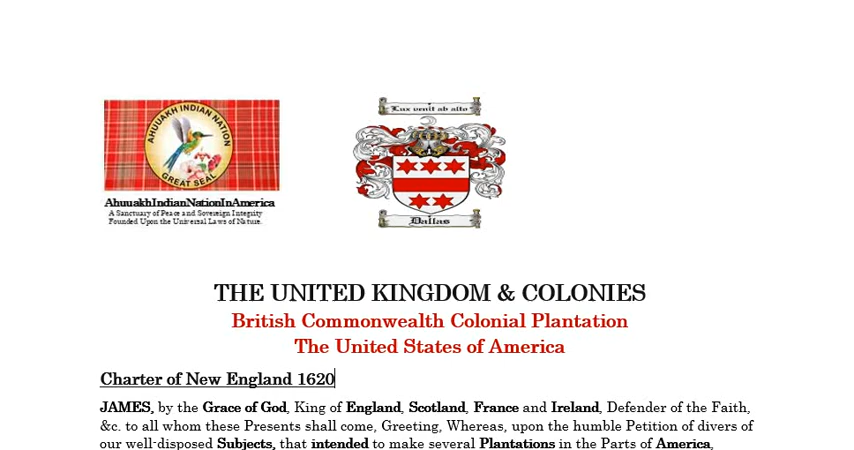 AHUUAKH INDIAN NATION
GREAT SEAL
AhuuakhIndianNationInAmerica
A Sanctuary of Peace and Sovereign Integrity
Founded Upon the Universal Laws of Nature.
Lux venit ab alto
Dallas
THE UNITED KINGDOM & COLONIES
British Commonwealth Colonial Plantation
The United States of America
Charter of New England 1620
JAMES, by the Grace of God, King of England, Scotland, France and Ireland, Defender of the Faith,
&c. to all whom these Presents shall come, Greeting, Whereas, upon the humble Petition of divers of
our well-disposed Subjects, that intended to make several Plantations in the Parts of America,